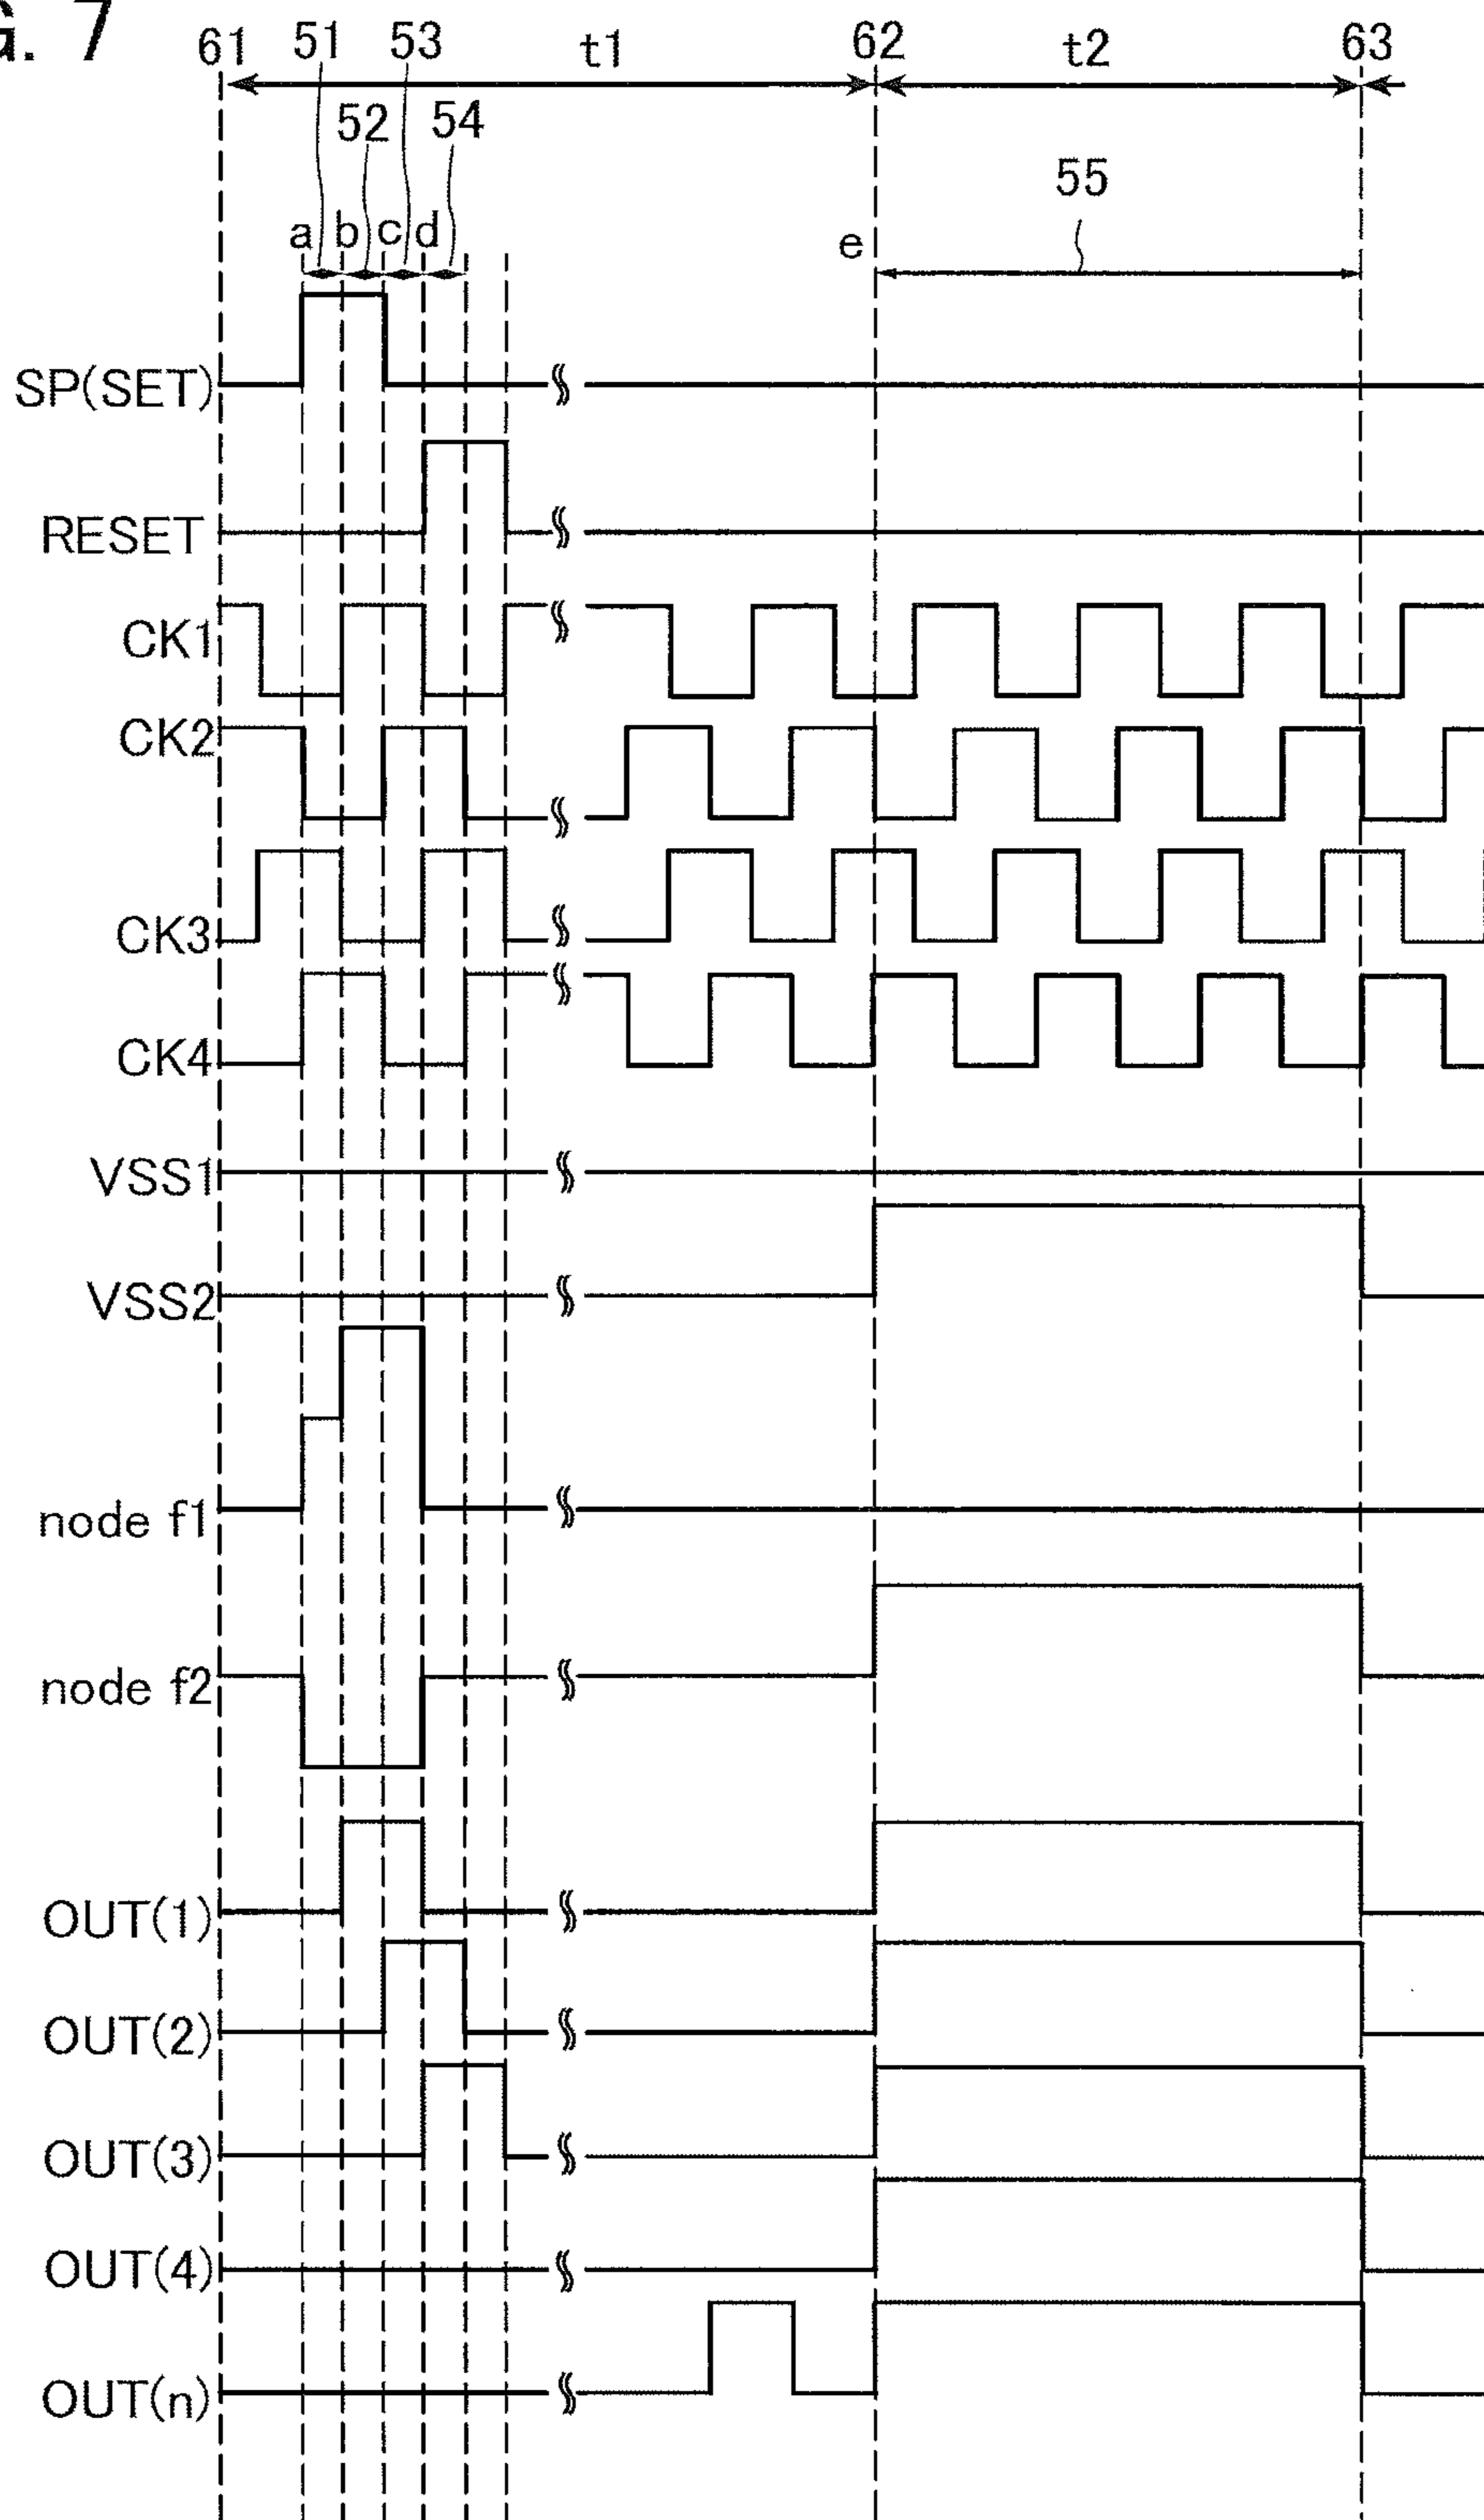 G. 7
61 51 53 t1 62 t2 63
52 54
55
a b c d e
SP(SET)
RESET
CK1
CK2
CK3
CK4
VSS1
VSS2
node f1
node f2
OUT(1)
OUT(2)
OUT(3)
OUT(4)
OUT(n)